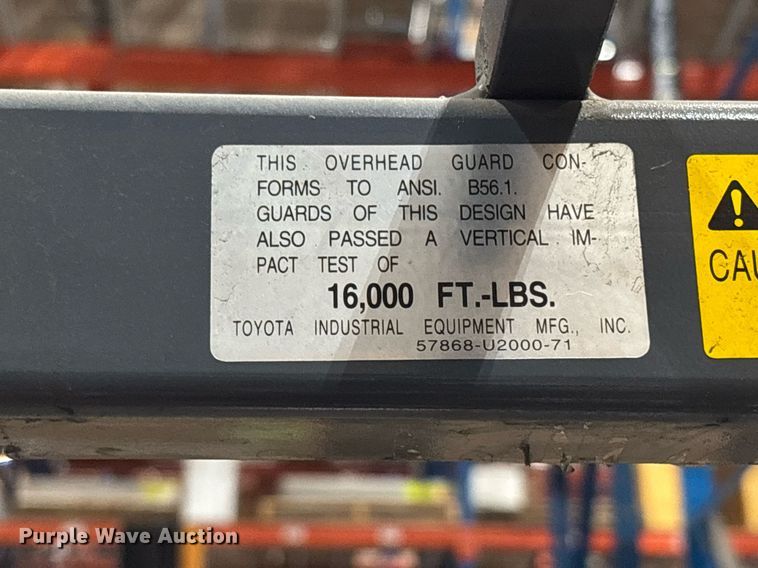 THIS OVERHEAD GUARD CON-
FORMS TO ANSI. B56.1.
GUARDS OF THIS DESIGN HAVE
ALSO PASSED A VERTICAL IM-
PACT TEST OF
16,000 FT.-LBS.
TOYOTA INDUSTRIAL EQUIPMENT MFG., INC.
57868-U2000-71
CAU
Purple Wave Auction